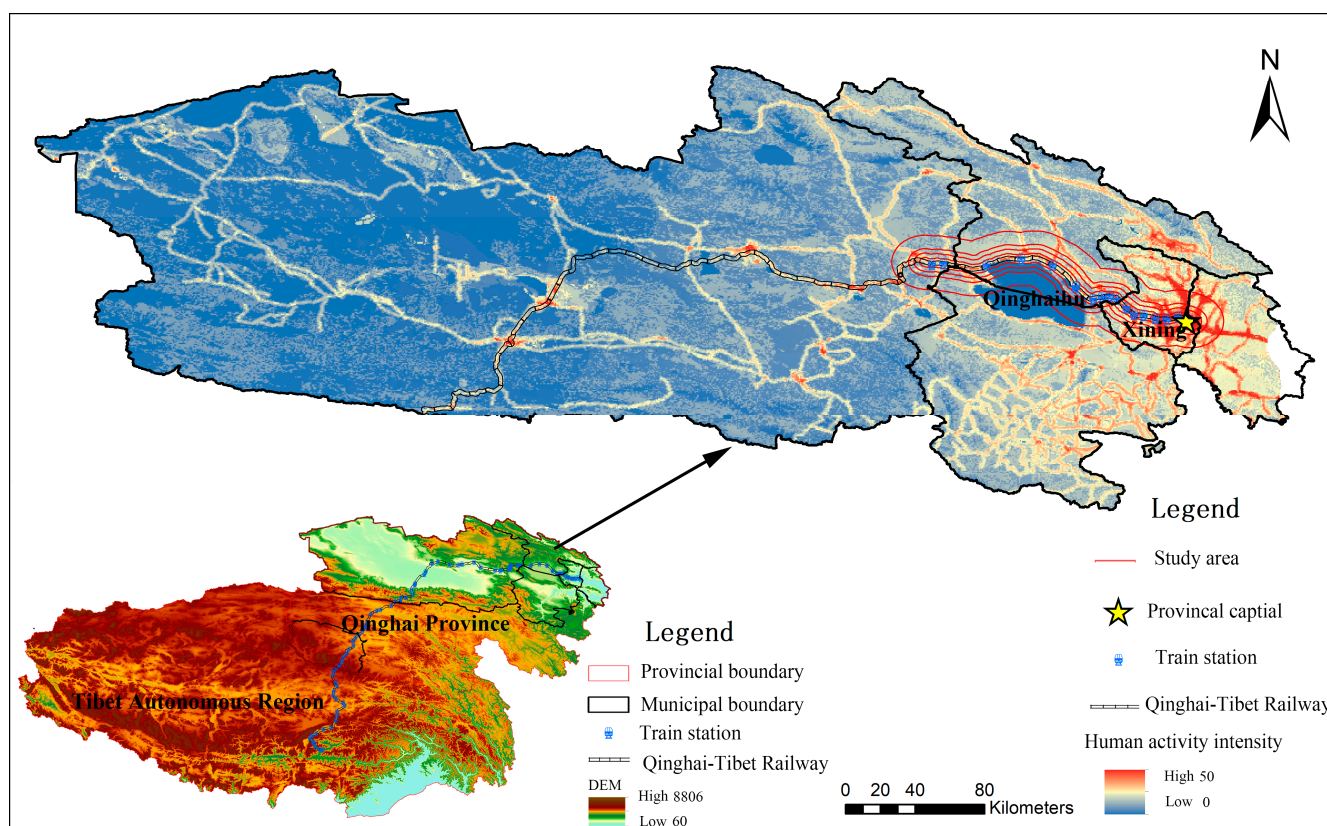 N
Qinghaihu
Xining
Qinghai Province
Tibet Autonomous Region
Legend
Provincial boundary
Municipal boundary
Train station
Qinghai-Tibet Railway
DEM
High 8806
Low 60
Legend
Study area
Provincal captial
Train station
Qinghai-Tibet Railway
Human activity intensity
High 50
Low 0
0 20 40 80
Kilometers